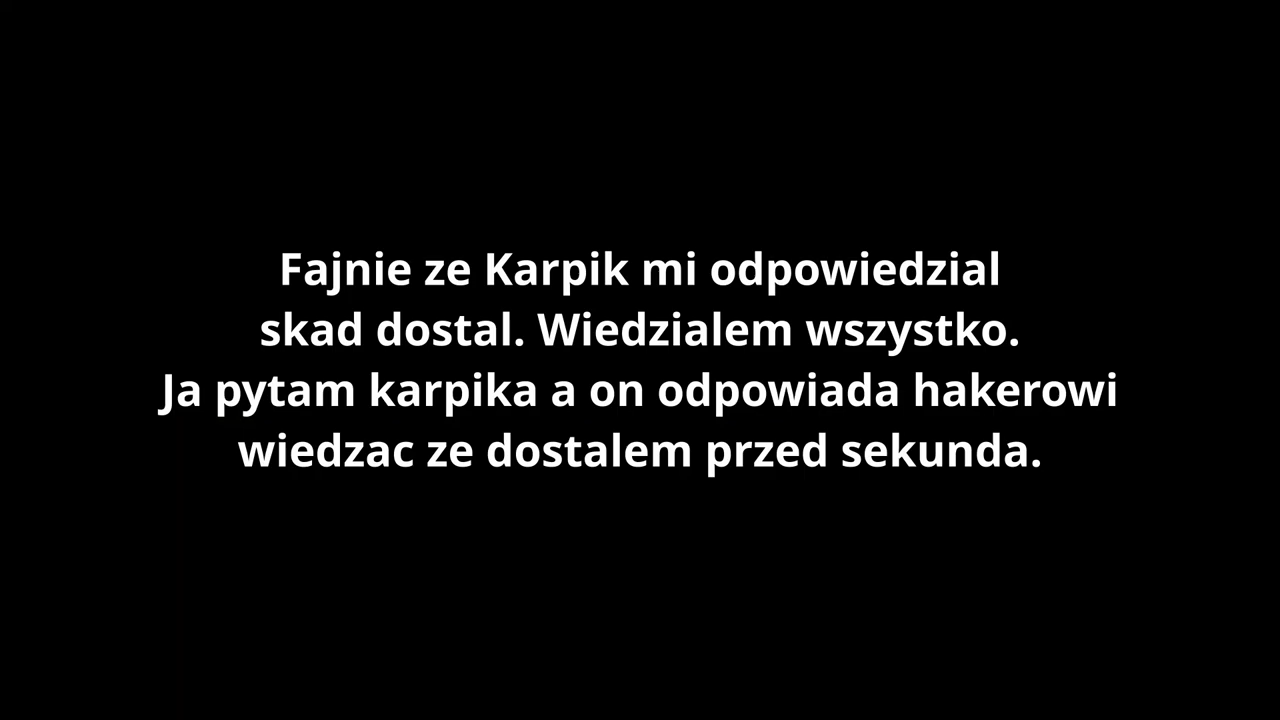 Fajnie ze Karpik mi odpowiedzial
skad dostal. Wiedzialem wszystko.
Ja pytam karpika a on odpowiada hakerowi
wiedzac ze dostalem przed sekunda.